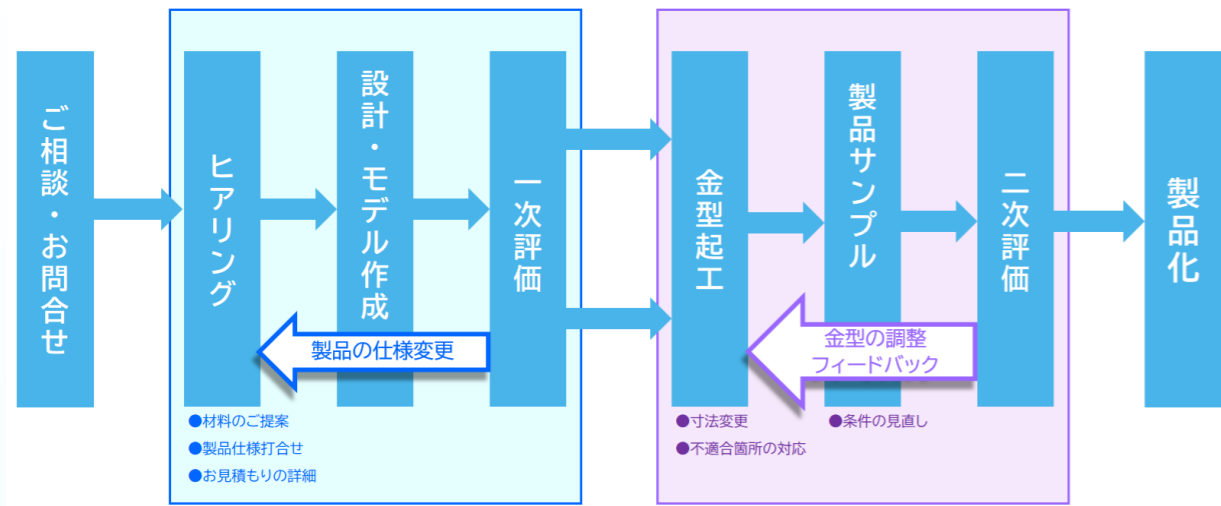 ご相談・お問合せ
ヒアリング
設計・モデル作成
一次評価
製品の仕様変更
●材料のご提案
●製品仕様打合せ
●お見積もりの詳細
金型起工
製品サンプル
二次評価
金型の調整
フィードバック
●寸法変更
●不適合箇所の対応
●条件の見直し
製品化